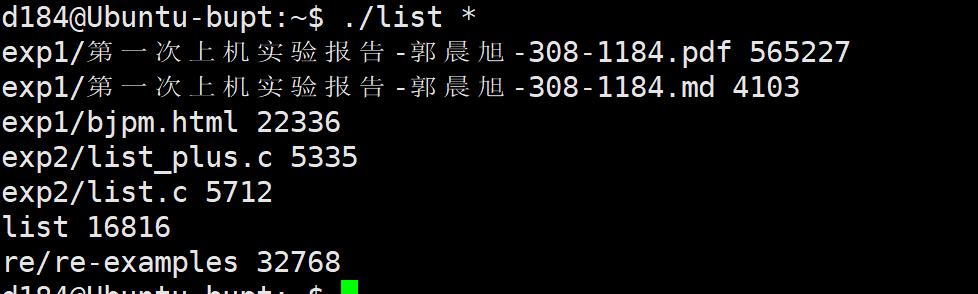 d184@Ubuntu-bupt:~$ ./list *
exp1/第一次上机实验报告-郭晨旭-308-1184.pdf 565227
exp1/第一次上机实验报告-郭晨旭-308-1184.md 4103
exp1/bjpm.html 22336
exp2/list_plus.c 5335
exp2/list.c 5712
list 16816
re/re-examples 32768
d184@Ubuntu-bupt:~$